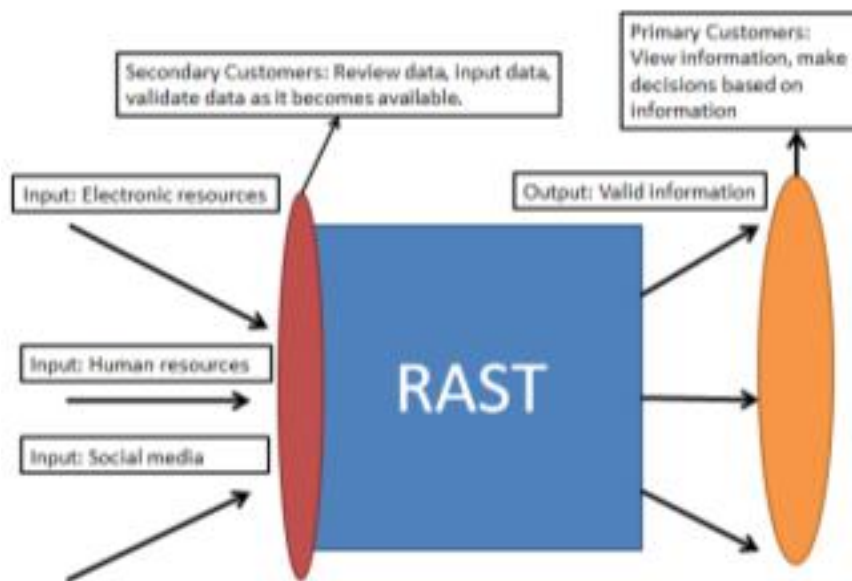 Secondary Customers: Review data, input data,
validate data as it becomes available.
Primary Customers:
View information, make
decisions based on
information
Input: Electronic resources
Output: Valid information
Input: Human resources
Input: Social media
RAST